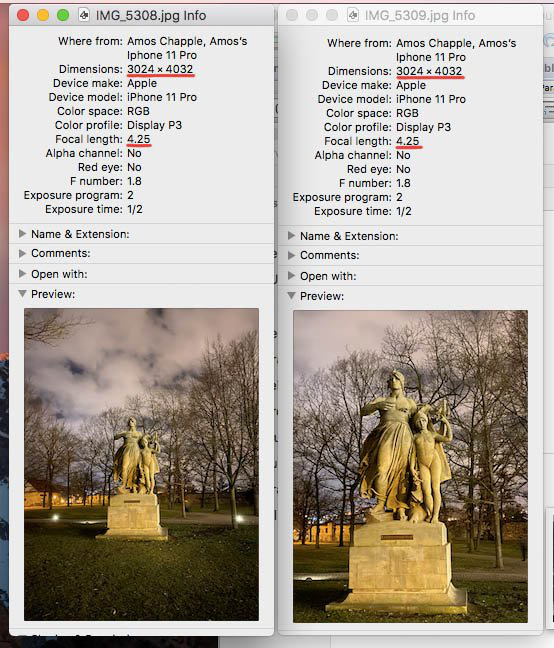 IMG_5308.jpg Info
Where from: Amos Chapple, Amos's
Iphone 11 Pro
Dimensions: 3024 × 4032
Device make: Apple
Device model: iPhone 11 Pro
Color space: RGB
Color profile: Display P3
Focal length: 4.25
Alpha channel: No
Red eye: No
F number: 1.8
Exposure program: 2
Exposure time: 1/2
Name & Extension:
Comments:
Open with:
Preview:
IMG_5309.jpg Info
Where from: Amos Chapple, Amos's
Iphone 11 Pro
Dimensions: 3024 × 4032
Device make: Apple
Device model: iPhone 11 Pro
Color space: RGB
Color profile: Display P3
Focal length: 4.25
Alpha channel: No
Red eye: No
F number: 1.8
Exposure program: 2
Exposure time: 1/2
Name & Extension:
Comments:
Open with:
Preview: